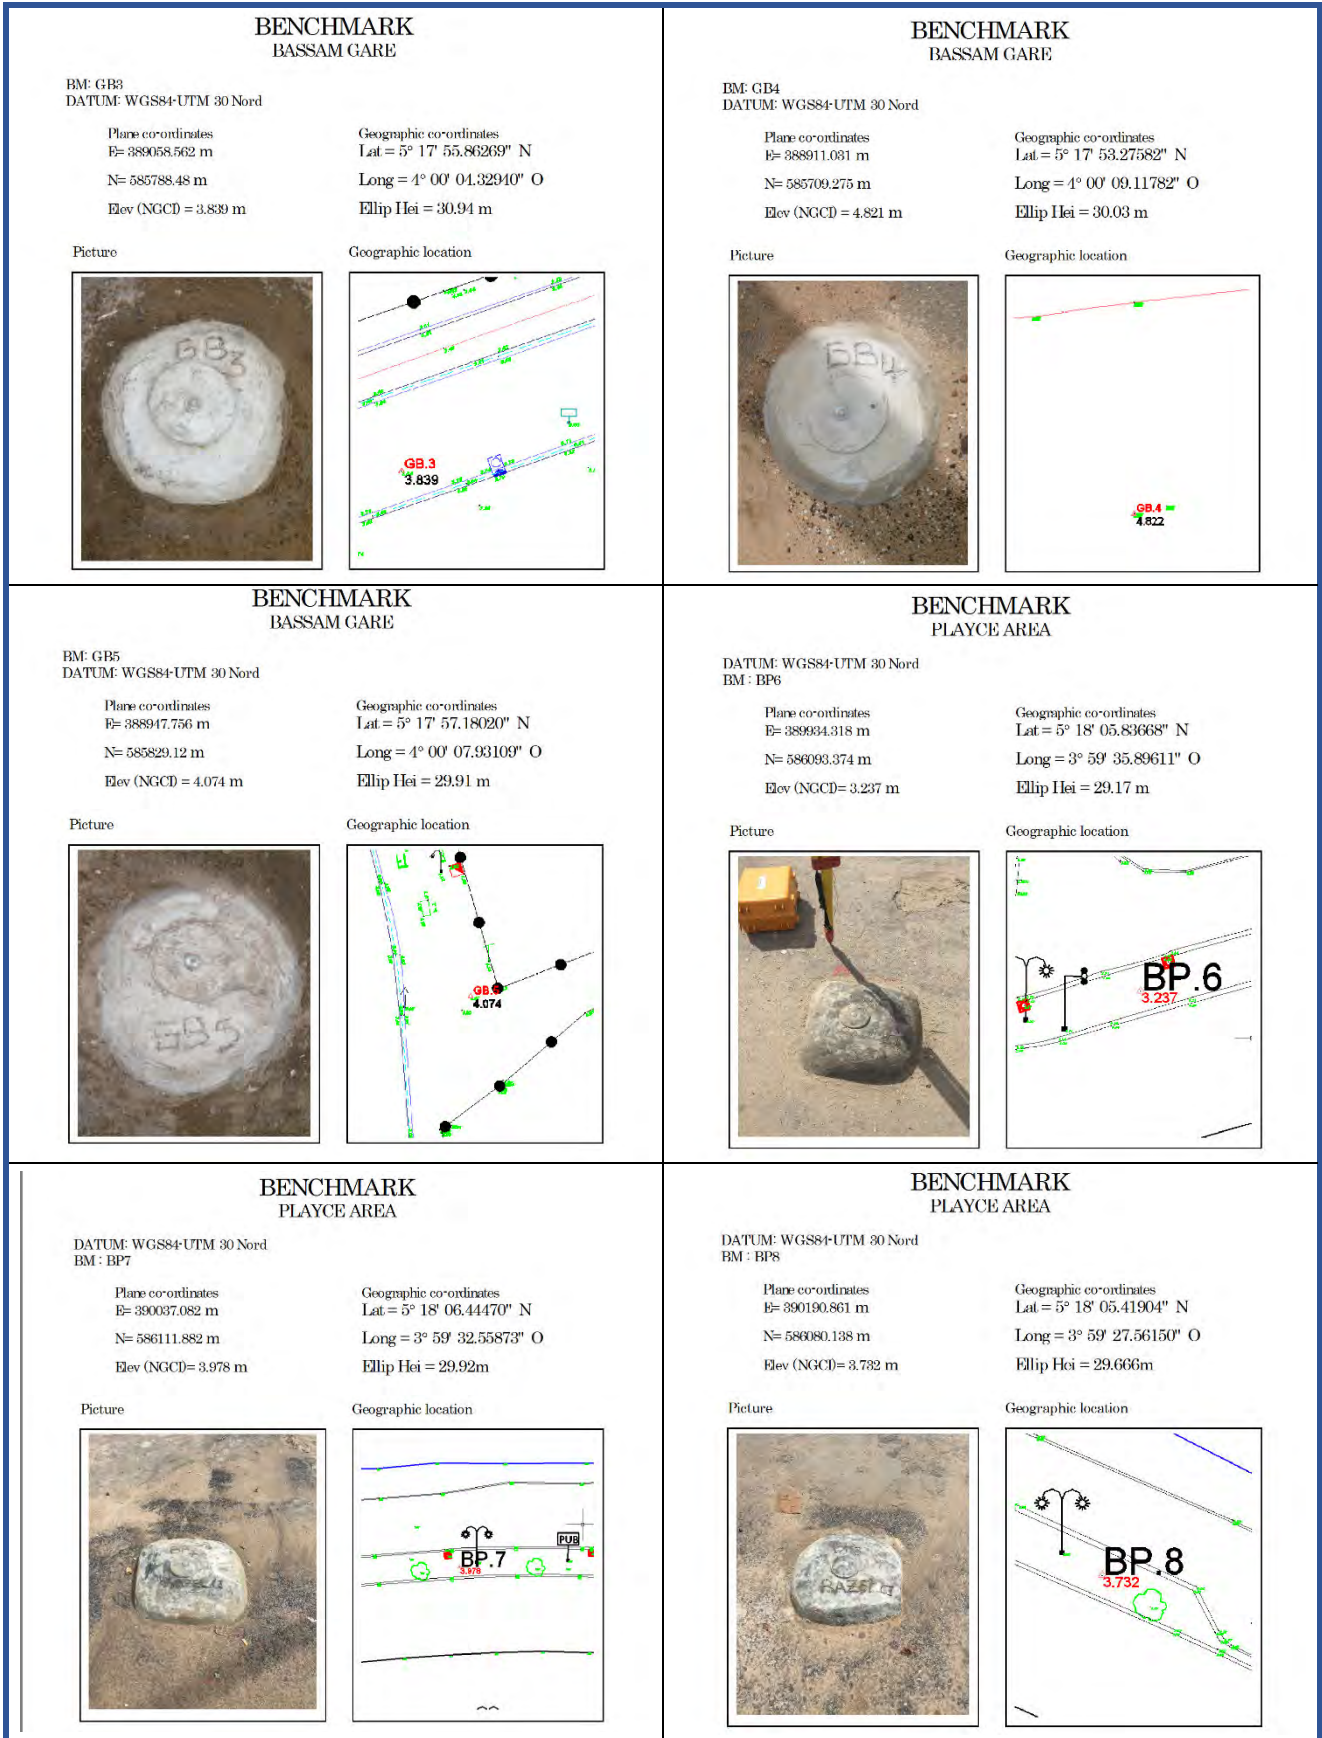 BENCHMARK
BASSAM GARE
BM: GB3
DATUM: WGS84-UTM 30 Nord
Plane co-ordinates
E= 389058.562 m
N= 585788.48 m
Elev (NGCI) = 3.839 m
Geographic co-ordinates
Lat = 5° 17' 55.86269" N
Long = 4° 00' 04.32940" O
Ellip Hei = 30.94 m
Picture
Geographic location
GB3
GB.3
3.839
BENCHMARK
BASSAM GARE
BM: GB4
DATUM: WGS84-UTM 30 Nord
Plane co-ordinates
E= 388911.031 m
N= 585709.275 m
Elev (NGCI) = 4.821 m
Geographic co-ordinates
Lat = 5° 17' 53.27582" N
Long = 4° 00' 09.11782" O
Ellip Hei = 30.03 m
Picture
Geographic location
GB4
GB.4
4.822
BENCHMARK
BASSAM GARE
BM: GB5
DATUM: WGS84-UTM 30 Nord
Plane co-ordinates
E= 388947.756 m
N= 585829.12 m
Elev (NGCI) = 4.074 m
Geographic co-ordinates
Lat = 5° 17' 57.18020" N
Long = 4° 00' 07.93109" O
Ellip Hei = 29.91 m
Picture
Geographic location
GB5
4.074
BENCHMARK
PLAYCE AREA
DATUM: WGS84-UTM 30 Nord
BM : BP6
Plane co-ordinates
E= 389934.318 m
N= 586093.374 m
Elev (NGCI)= 3.237 m
Geographic co-ordinates
Lat = 5° 18' 05.83668" N
Long = 3° 59' 35.89611" O
Ellip Hei = 29.17 m
Picture
Geographic location
BP.6
3.237
BENCHMARK
PLAYCE AREA
DATUM: WGS84-UTM 30 Nord
BM : BP7
Plane co-ordinates
E= 390037.082 m
N= 586111.882 m
Elev (NGCI)= 3.978 m
Geographic co-ordinates
Lat = 5° 18' 06.44470" N
Long = 3° 59' 32.55873" O
Ellip Hei = 29.92m
Picture
Geographic location
PUB
BP.7
3.978
BENCHMARK
PLAYCE AREA
DATUM: WGS84-UTM 30 Nord
BM : BP8
Plane co-ordinates
E= 390190.861 m
N= 586080.138 m
Elev (NGCI)= 3.732 m
Geographic co-ordinates
Lat = 5° 18' 05.41904" N
Long = 3° 59' 27.56150" O
Ellip Hei = 29.666m
Picture
Geographic location
BP.8
3.732